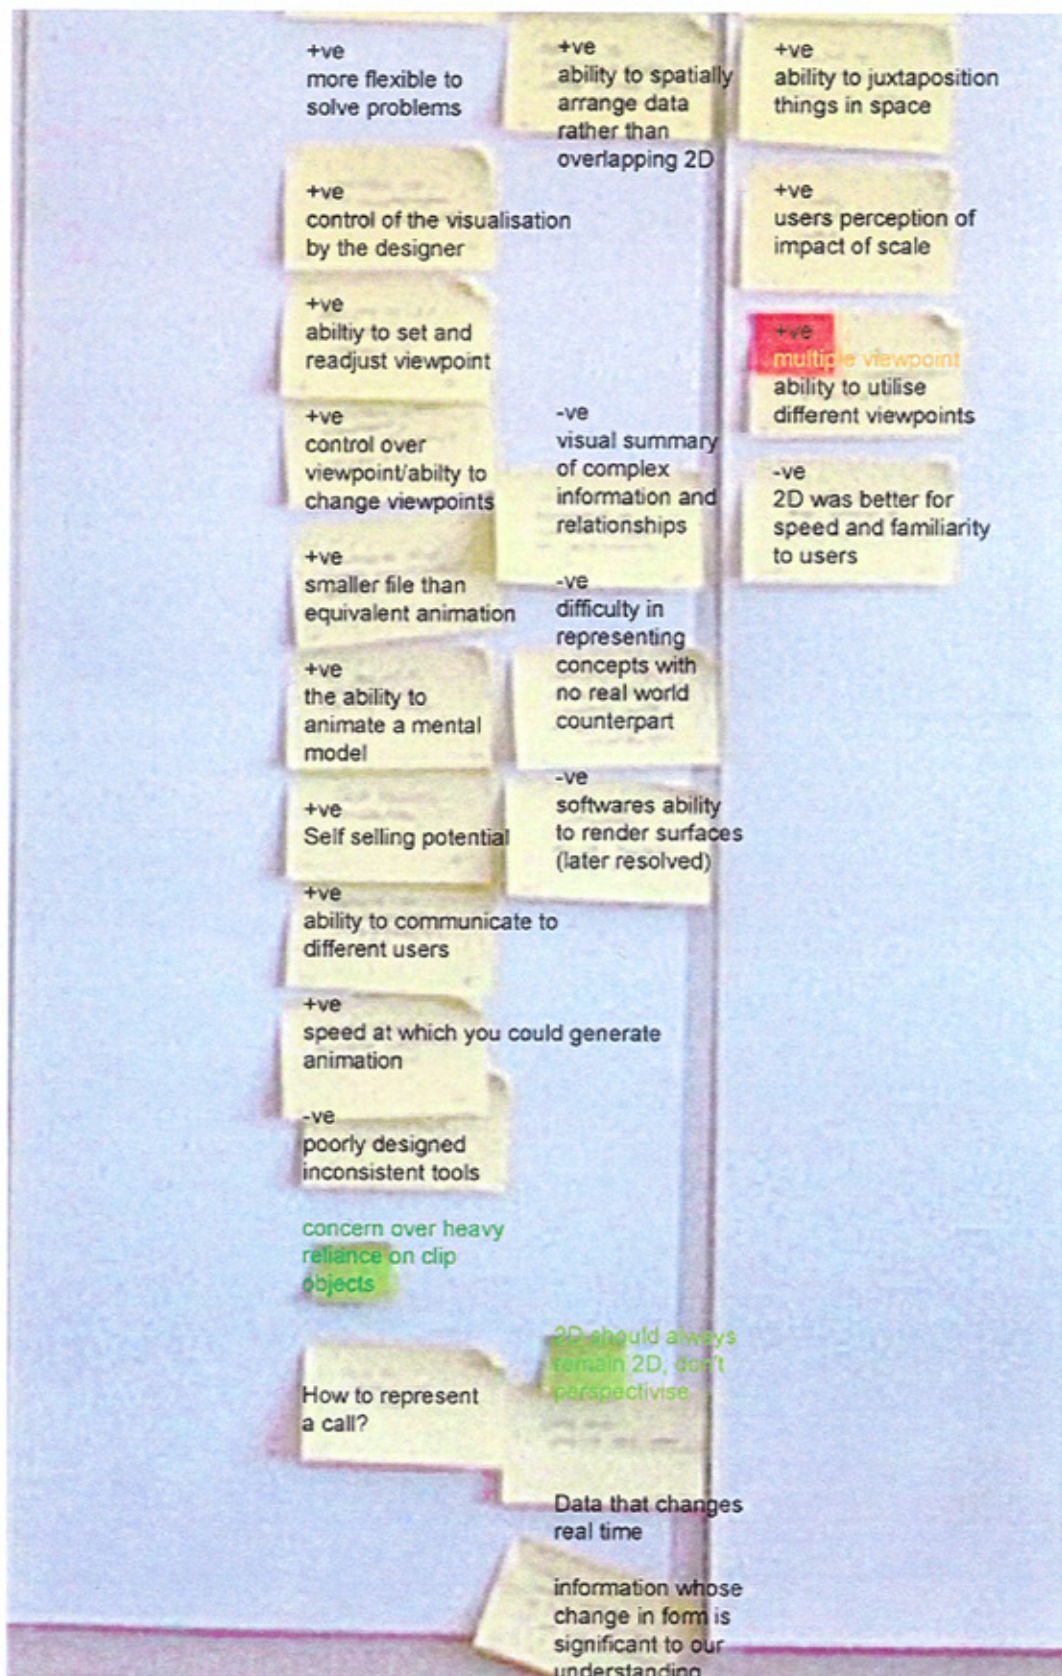 +ve
more flexible to
solve problems
+ve
control of the visualisation
by the designer
+ve
abiltiy to set and
readjust viewpoint
+ve
control over
viewpoint/abilty to
change viewpoints
+ve
smaller file than
equivalent animation
+ve
the ability to
animate a mental
model
+ve
Self selling potential
+ve
ability to communicate to
different users
+ve
speed at which you could generate
animation
-ve
poorly designed
inconsistent tools
concern over heavy
reliance on clip
objects
How to represent
a call?
+ve
ability to spatially
arrange data
rather than
overlapping 2D
-ve
visual summary
of complex
information and
relationships
-ve
difficulty in
representing
concepts with
no real world
counterpart
-ve
softwares ability
to render surfaces
(later resolved)
2D should always
remain 2D, don't
perspectivise
Data that changes
real time
information whose
change in form is
significant to our
understanding
+ve
ability to juxtaposition
things in space
+ve
users perception of
impact of scale
+ve
multiple viewpoint
ability to utilise
different viewpoints
-ve
2D was better for
speed and familiarity
to users